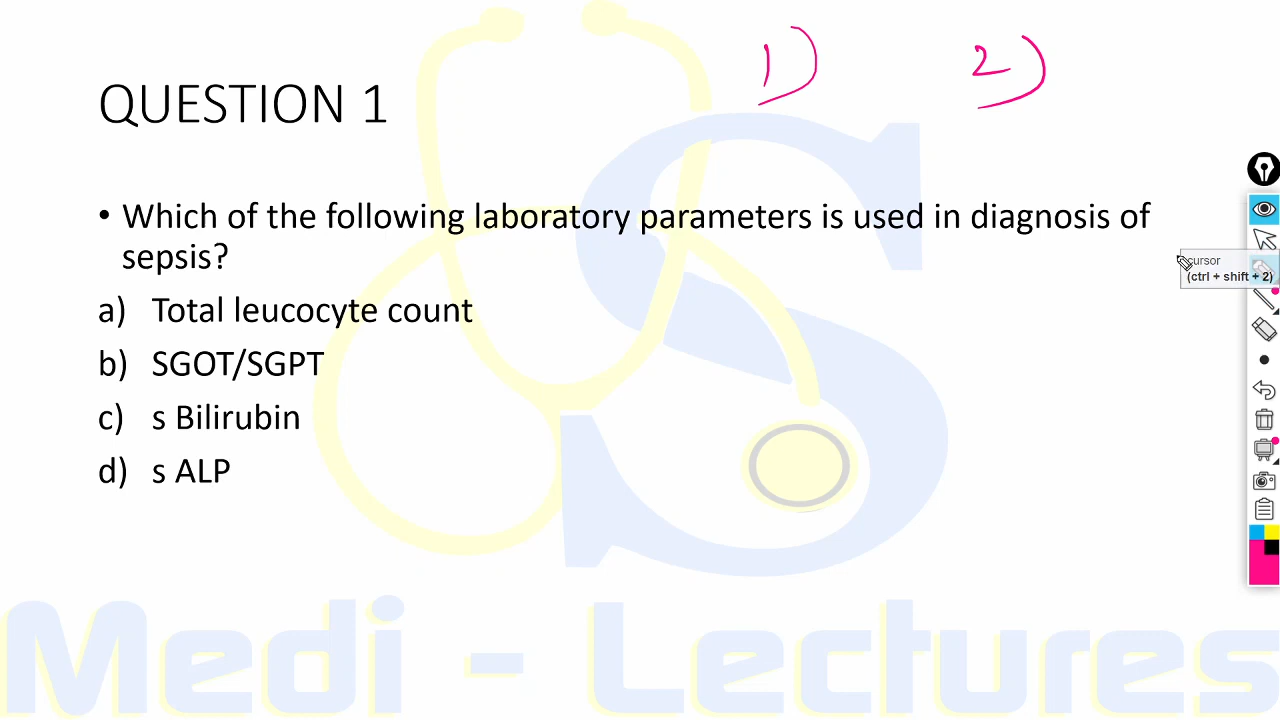 1) 2)
QUESTION 1
• Which of the following laboratory parameters is used in diagnosis of
sepsis?
a) Total leucocyte count
b) SGOT/SGPT
c) s Bilirubin
d) s ALP
cursor
(ctrl + shift + 2)
Medi - Lectures